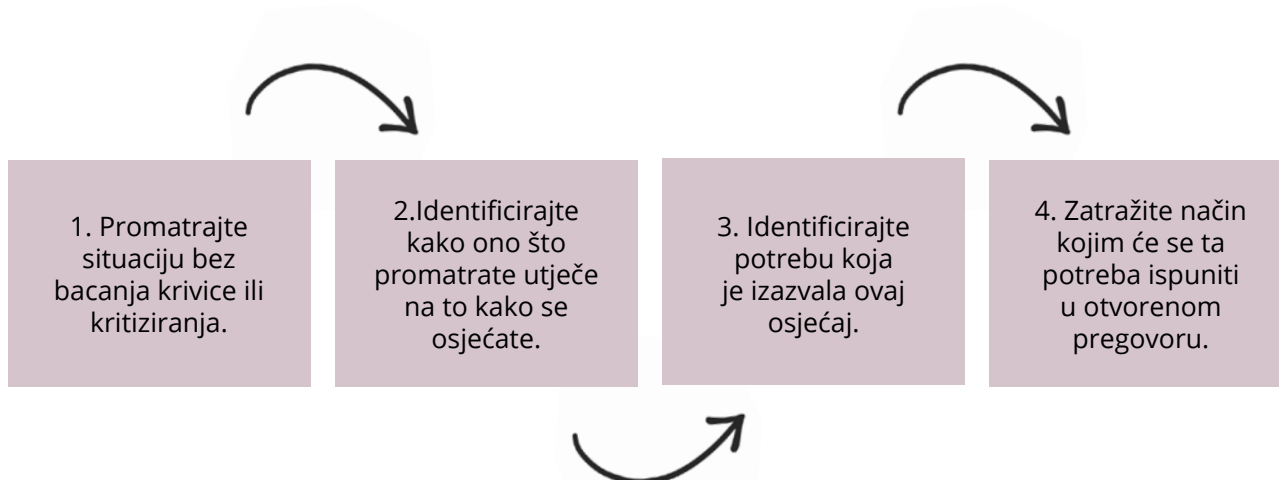 1. Promatrajte
situaciju bez
bacanja krivice ili
kritiziranja.
2.Identificirajte
kako ono što
promatrate utječe
na to kako se
osjećate.
3. Identificirajte
potrebu koja
je izazvala ovaj
osjećaj.
4. Zatražite način
kojim će se ta
potreba ispuniti
u otvorenom
pregovoru.